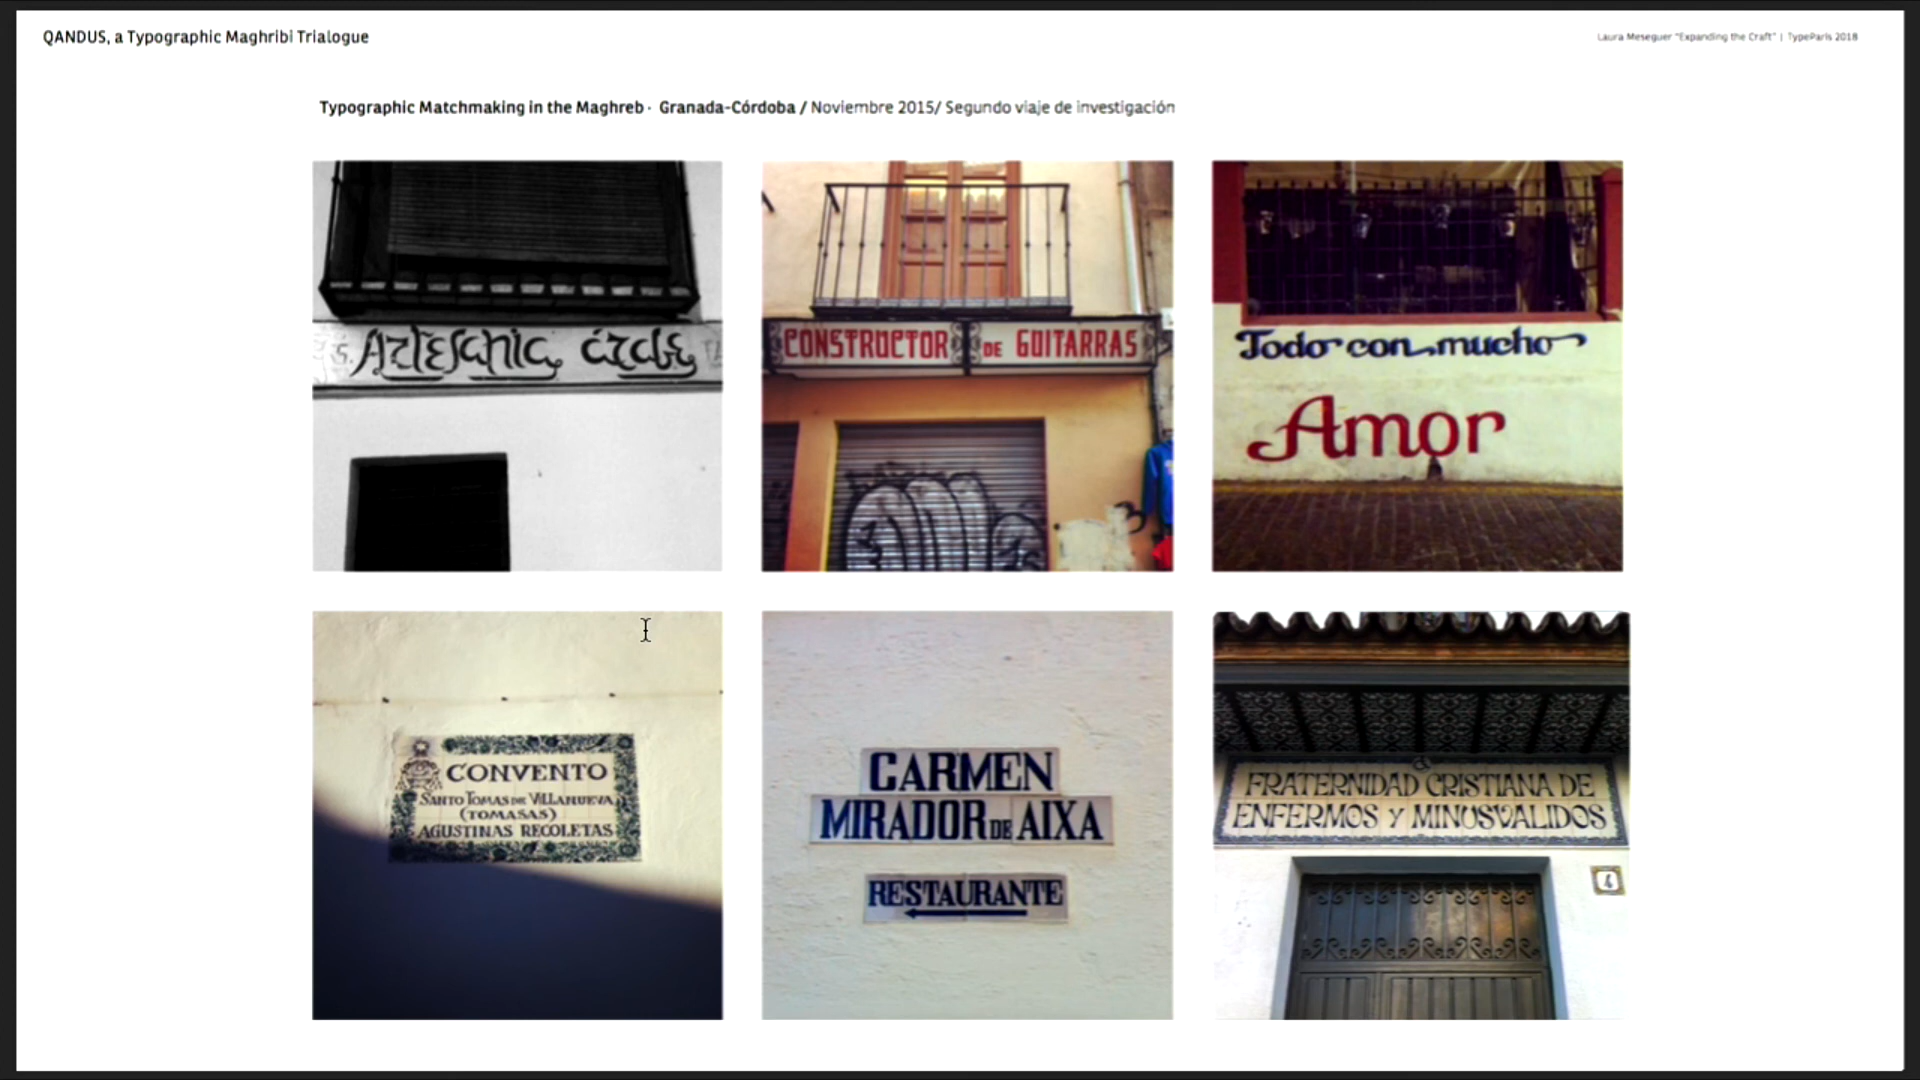 QANDUS, a Typographic Maghribi Trialogue
Laura Meseguer "Expanding the Craft" | TypeParis 2018
Typographic Matchmaking in the Maghreb · Granada-Córdoba / Noviembre 2015/ Segundo viaje de investigación
CONSTRUCTOR DE GUITARRAS
Todo con mucho
Amor
CONVENTO
SANTO TOMAS DE VILLANUEVA
(TOMASAS)
AGUSTINAS RECOLETAS
CARMEN
MIRADOR DE AIXA
RESTAURANTE
FRATERNIDAD CRISTIANA DE
ENFERMOS Y MINUSVALIDOS
4